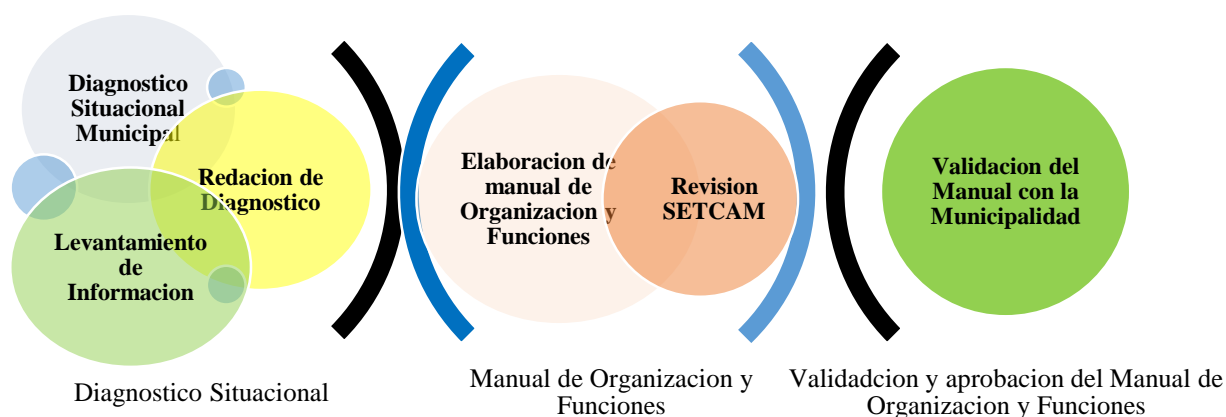 Diagnostico
Situacional
Municipal
Redacion de
Diagnostico
Levantamiento
de
Informacion
Diagnostico Situacional
Elaboracion de
manual de
Organizacion y
Funciones
Revision
SETCAM
Manual de Organizacion y
Funciones
Validacion del
Manual con la
Municipalidad
Validadcion y aprobacion del Manual de
Organizacion y Funciones